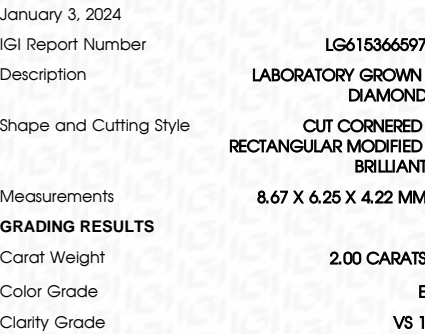 January 3, 2024
IGI Report Number LG615366597
Description LABORATORY GROWN
DIAMOND
Shape and Cutting Style CUT CORNERED
RECTANGULAR MODIFIED
BRILLIANT
Measurements 8.67 X 6.25 X 4.22 MM
GRADING RESULTS
Carat Weight 2.00 CARATS
Color Grade E
Clarity Grade VS 1